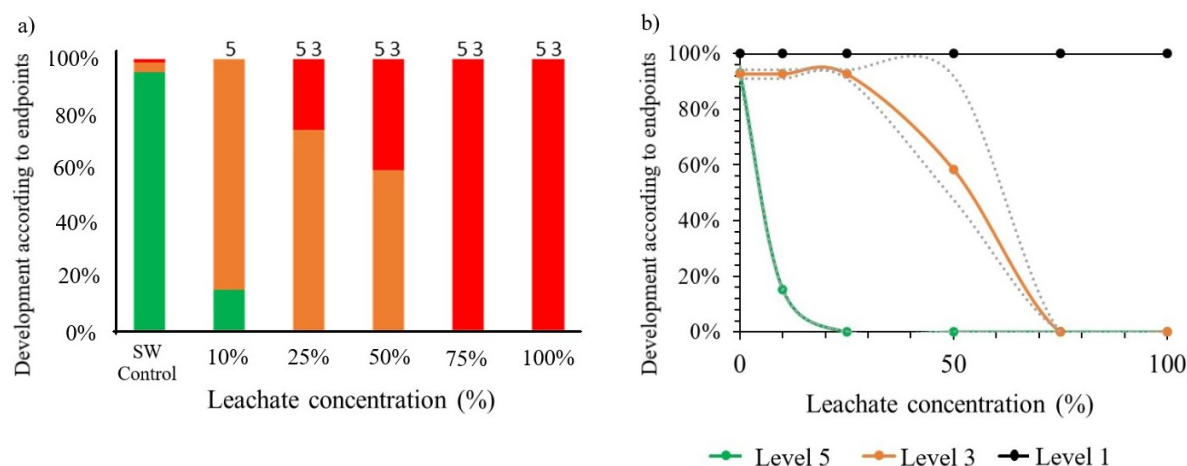 a)
Development according to endpoints
5 5 3 5 3 5 3 5 3
100%
80%
60%
40%
20%
0%
SW
Control
10% 25% 50% 75% 100%
Leachate concentration (%)
b)
Development according to endpoints
100%
80%
60%
40%
20%
0%
0 50 100
Leachate concentration (%)
Level 5 Level 3 Level 1